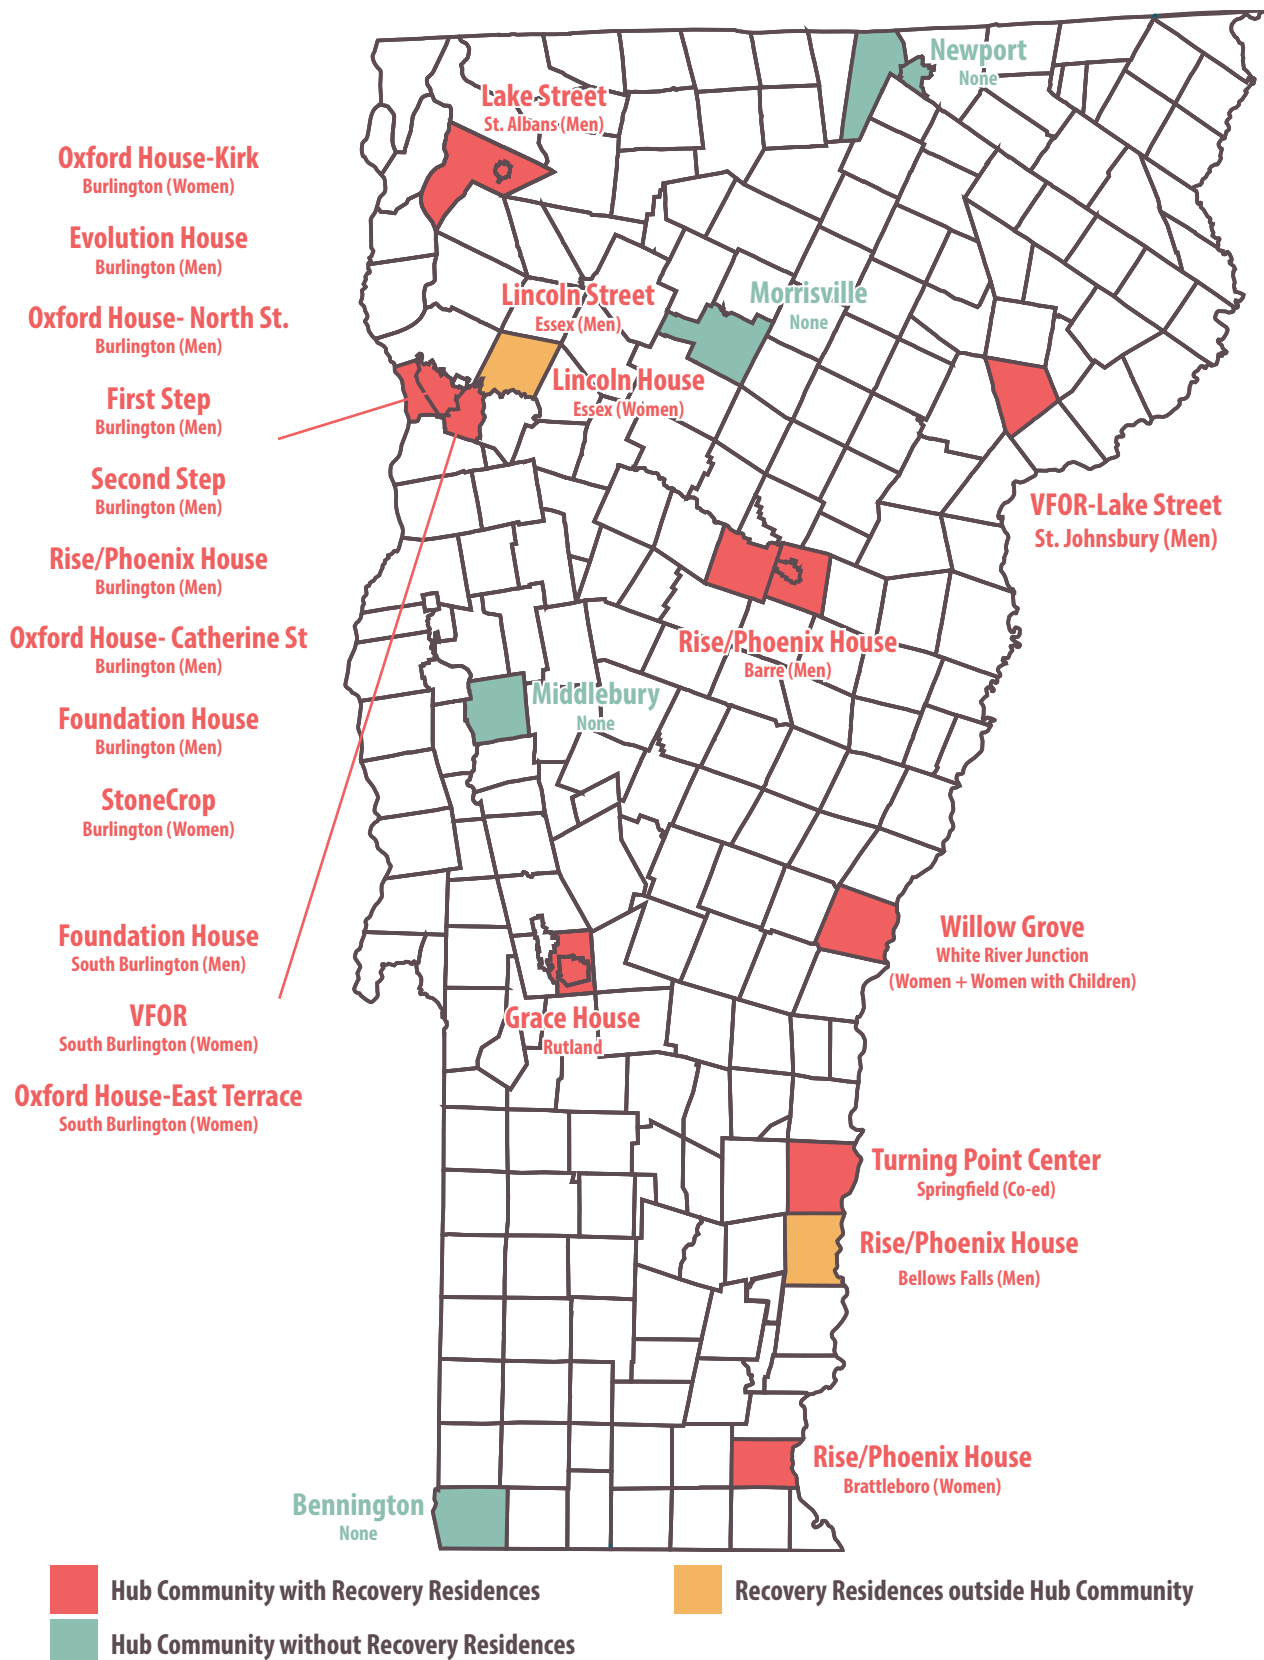 Newport
None
Lake Street
St. Albans (Men)
Oxford House-Kirk
Burlington (Women)
Evolution House
Burlington (Men)
Oxford House- North St.
Burlington (Men)
First Step
Burlington (Men)
Second Step
Burlington (Men)
Rise/Phoenix House
Burlington (Men)
Oxford House- Catherine St
Burlington (Men)
Foundation House
Burlington (Men)
StoneCrop
Burlington (Women)
Foundation House
South Burlington (Men)
VFOR
South Burlington (Women)
Oxford House-East Terrace
South Burlington (Women)
Lincoln Street
Essex (Men)
Morrisville
None
Lincoln House
Essex (Women)
VFOR-Lake Street
St. Johnsbury (Men)
Rise/Phoenix House
Barre (Men)
Middlebury
None
Willow Grove
White River Junction
(Women + Women with Children)
Grace House
Rutland
Turning Point Center
Springfield (Co-ed)
Rise/Phoenix House
Bellows Falls (Men)
Rise/Phoenix House
Brattleboro (Women)
Bennington
None
Hub Community with Recovery Residences
Recovery Residences outside Hub Community
Hub Community without Recovery Residences